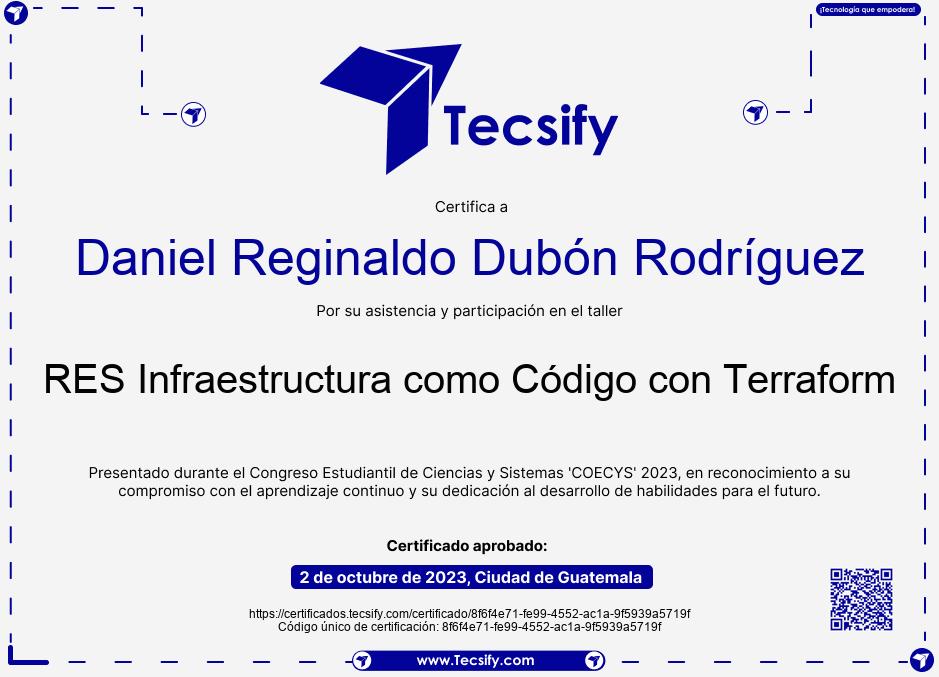 ¡Tecnología que empodera!
Tecsify
Certifica a
Daniel Reginaldo Dubón Rodríguez
Por su asistencia y participación en el taller
RES Infraestructura como Código con Terraform
Presentado durante el Congreso Estudiantil de Ciencias y Sistemas 'COECYS' 2023, en reconocimiento a su
compromiso con el aprendizaje continuo y su dedicación al desarrollo de habilidades para el futuro.
Certificado aprobado:
2 de octubre de 2023, Ciudad de Guatemala
https://certificados.tecsify.com/certificado/8f6f4e71-fe99-4552-ac1a-9f5939a5719f
Código único de certificación: 8f6f4e71-fe99-4552-ac1a-9f5939a5719f
www.Tecsify.com